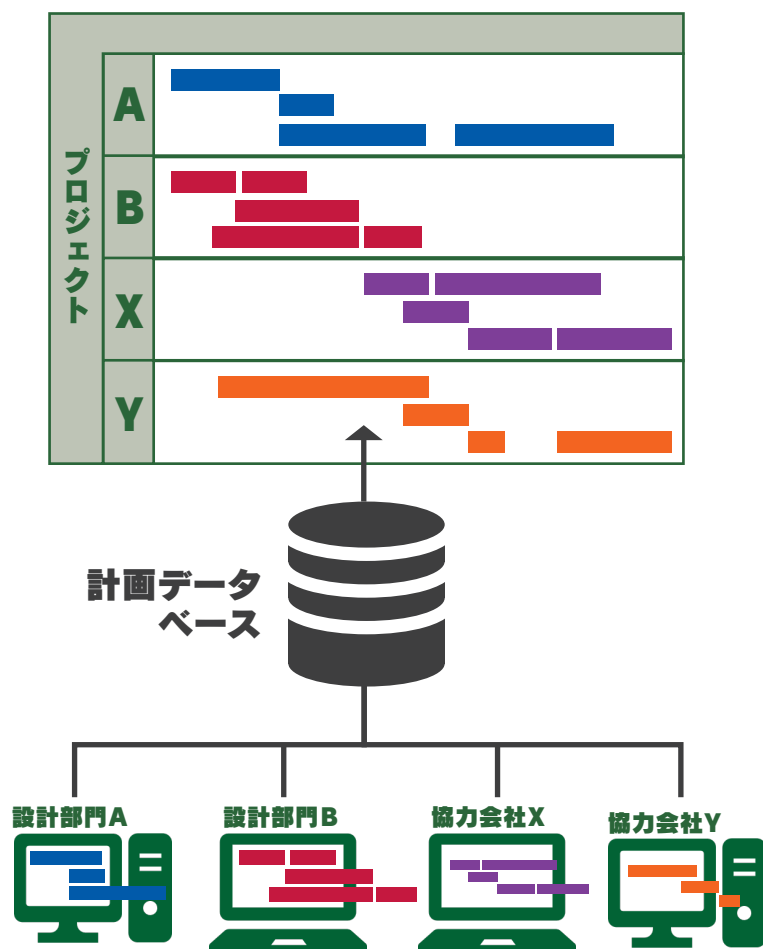 プロジェクト
A
B
X
Y
計画データ
ベース
設計部門A
設計部門B
協力会社X
協力会社Y